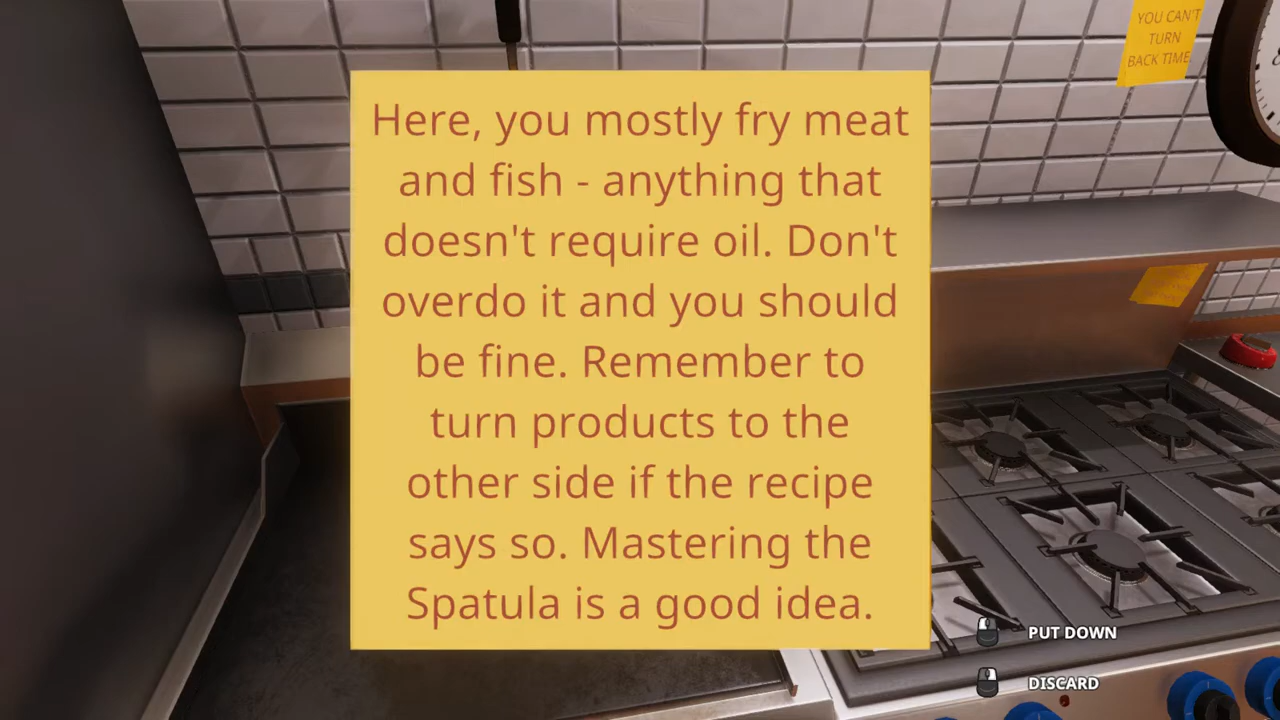 YOU CAN'T
TURN
BACK TIME
Here, you mostly fry meat
and fish - anything that
doesn't require oil. Don't
overdo it and you should
be fine. Remember to
turn products to the
other side if the recipe
says so. Mastering the
Spatula is a good idea.
PUT DOWN
DISCARD